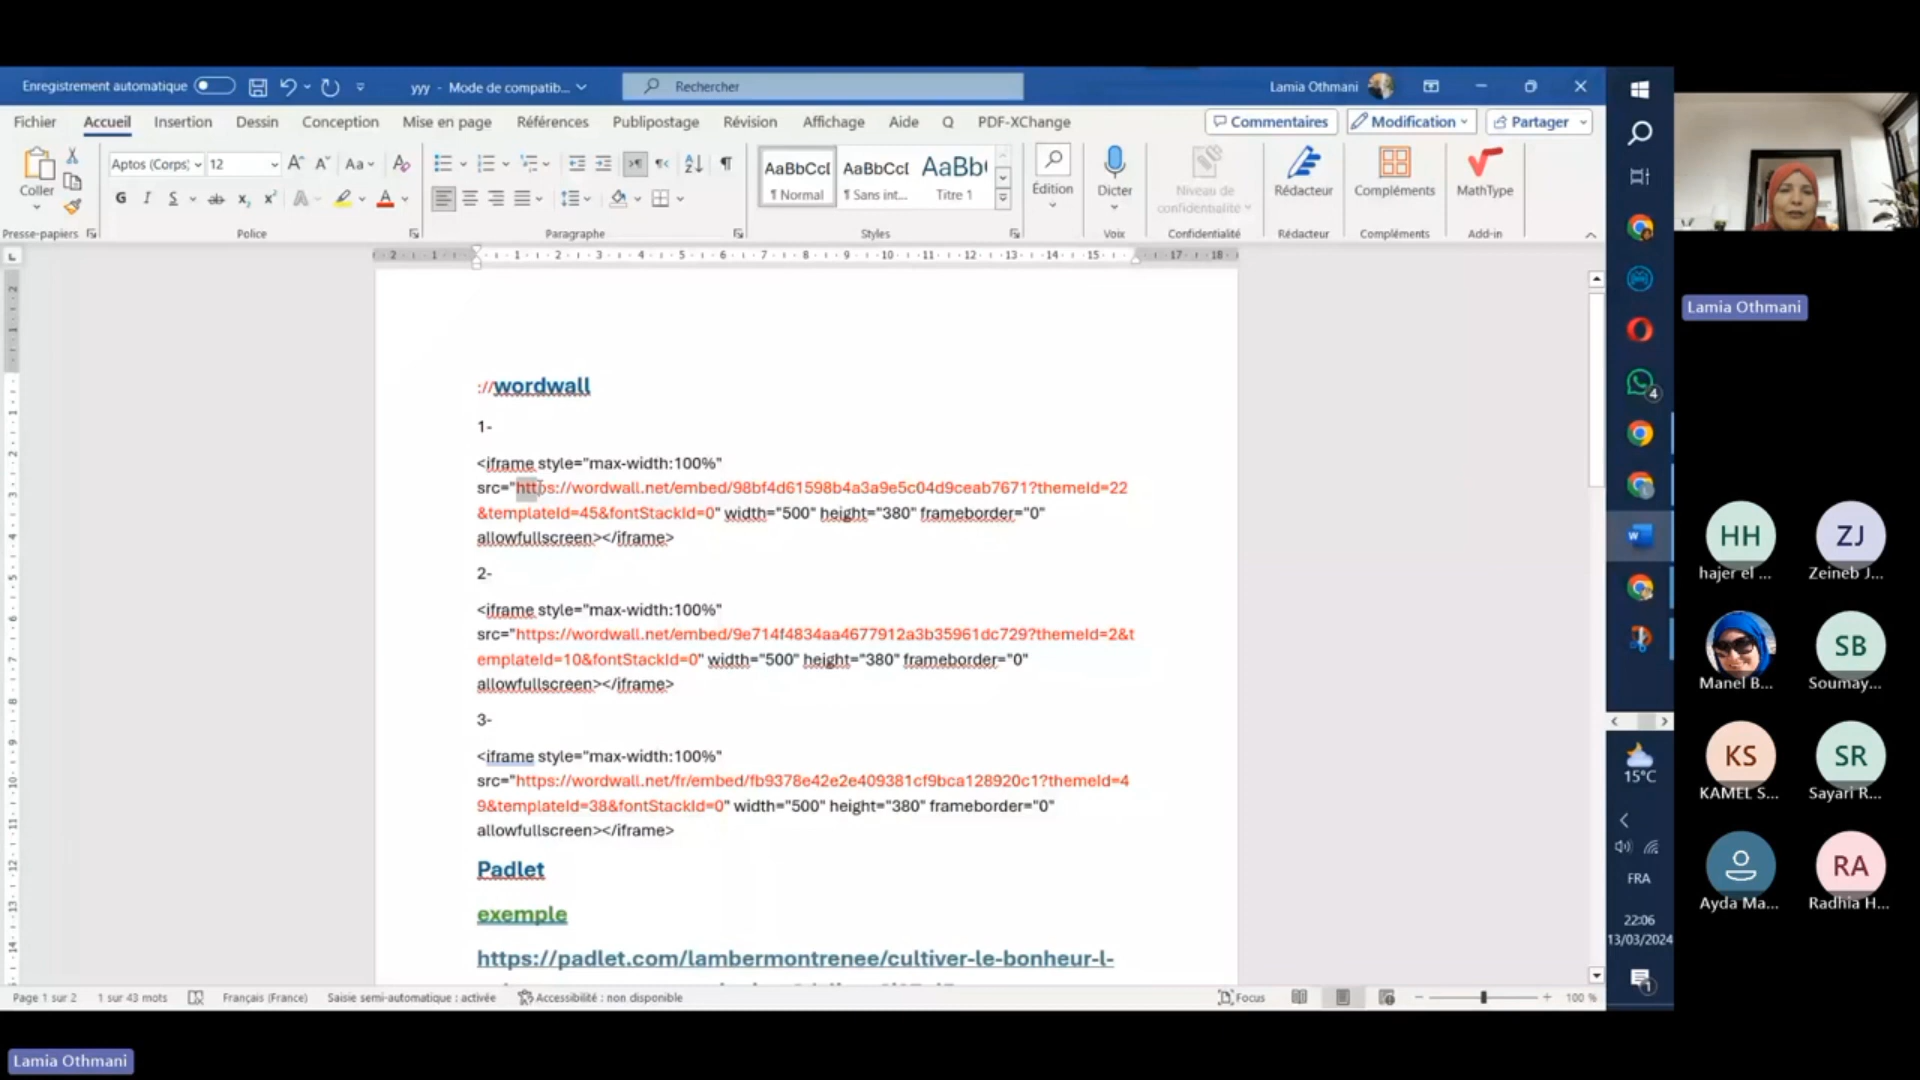 Enregistrement automatique
yyy - Mode de compatib...
Rechercher
Lamia Othmani
Fichier Accueil Insertion Dessin Conception Mise en page Références Publipostage Révision Affichage Aide Q PDF-XChange
Commentaires Modification Partager
Coller
Aptos (Corps; 12
AaBbCcI AaBbCcI AaBb(
¶ Normal ¶ Sans int... Titre 1
Édition Dicter Niveau de confidentialité Rédacteur Compléments MathType
Presse-papiers Police Paragraphe Styles Voix Confidentialité Rédacteur Compléments Add-in
://wordwall
1-
<iframe style="max-width:100%"
src="https://wordwall.net/embed/98bf4d61598b4a3a9e5c04d9ceab7671?themeId=22
&templateId=45&fontStackId=0" width="500" height="380" frameborder="0"
allowfullscreen></iframe>
2-
<iframe style="max-width:100%"
src="https://wordwall.net/embed/9e714f4834aa4677912a3b35961dc729?themeId=2&t
emplateId=10&fontStackId=0" width="500" height="380" frameborder="0"
allowfullscreen></iframe>
3-
<iframe style="max-width:100%"
src="https://wordwall.net/fr/embed/fb9378e42e2e409381cf9bca128920c1?themeId=4
9&templateId=38&fontStackId=0" width="500" height="380" frameborder="0"
allowfullscreen></iframe>
Padlet
exemple
https://padlet.com/lambermontrenee/cultiver-le-bonheur-l-
Page 1 sur 2 1 sur 43 mots Français (France) Saisie semi-automatique : activée Accessibilité : non disponible Focus 100 %
4
15°C
FRA
22:06
13/03/2024
1
Lamia Othmani
HH ZJ
hajer el ... Zeineb J...
SB
Manel B... Soumay...
KS SR
KAMEL S... Sayari R...
RA
Ayda Ma... Radhia H...
Lamia Othmani